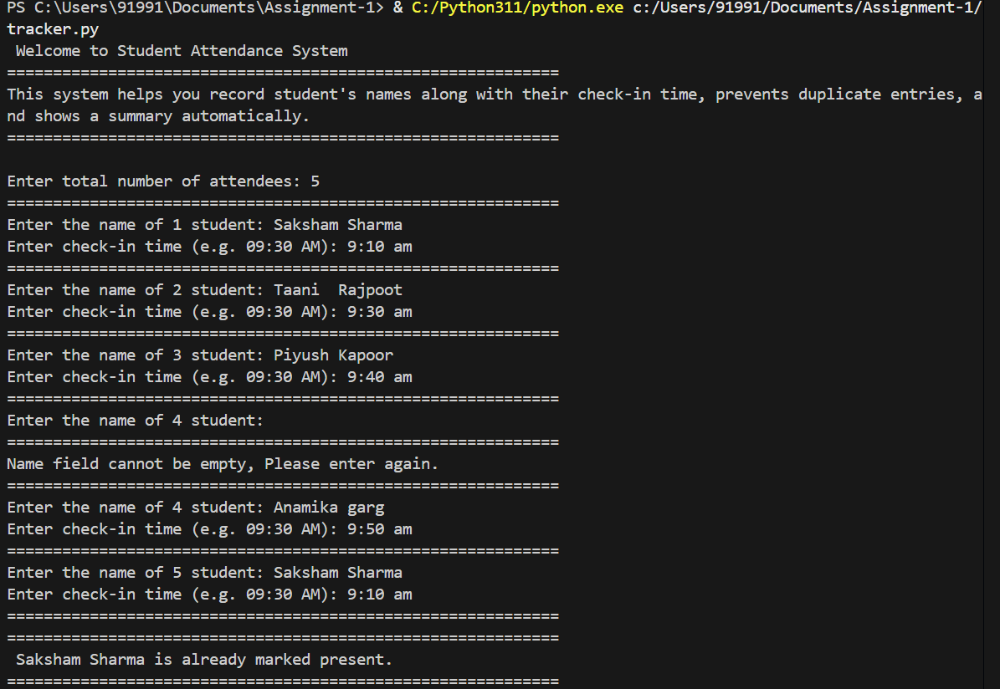 PS C:\Users\91991\Documents\Assignment-1> & C:/Python311/python.exe c:/Users/91991/Documents/Assignment-1/
tracker.py
 Welcome to Student Attendance System
============================================================
This system helps you record student's names along with their check-in time, prevents duplicate entries, a
nd shows a summary automatically.
============================================================
Enter total number of attendees: 5
============================================================
Enter the name of 1 student: Saksham Sharma
Enter check-in time (e.g. 09:30 AM): 9:10 am
============================================================
Enter the name of 2 student: Taani  Rajpoot
Enter check-in time (e.g. 09:30 AM): 9:30 am
============================================================
Enter the name of 3 student: Piyush Kapoor
Enter check-in time (e.g. 09:30 AM): 9:40 am
============================================================
Enter the name of 4 student:
============================================================
Name field cannot be empty, Please enter again.
============================================================
Enter the name of 4 student: Anamika garg
Enter check-in time (e.g. 09:30 AM): 9:50 am
============================================================
Enter the name of 5 student: Saksham Sharma
Enter check-in time (e.g. 09:30 AM): 9:10 am
============================================================
============================================================
 Saksham Sharma is already marked present.
============================================================